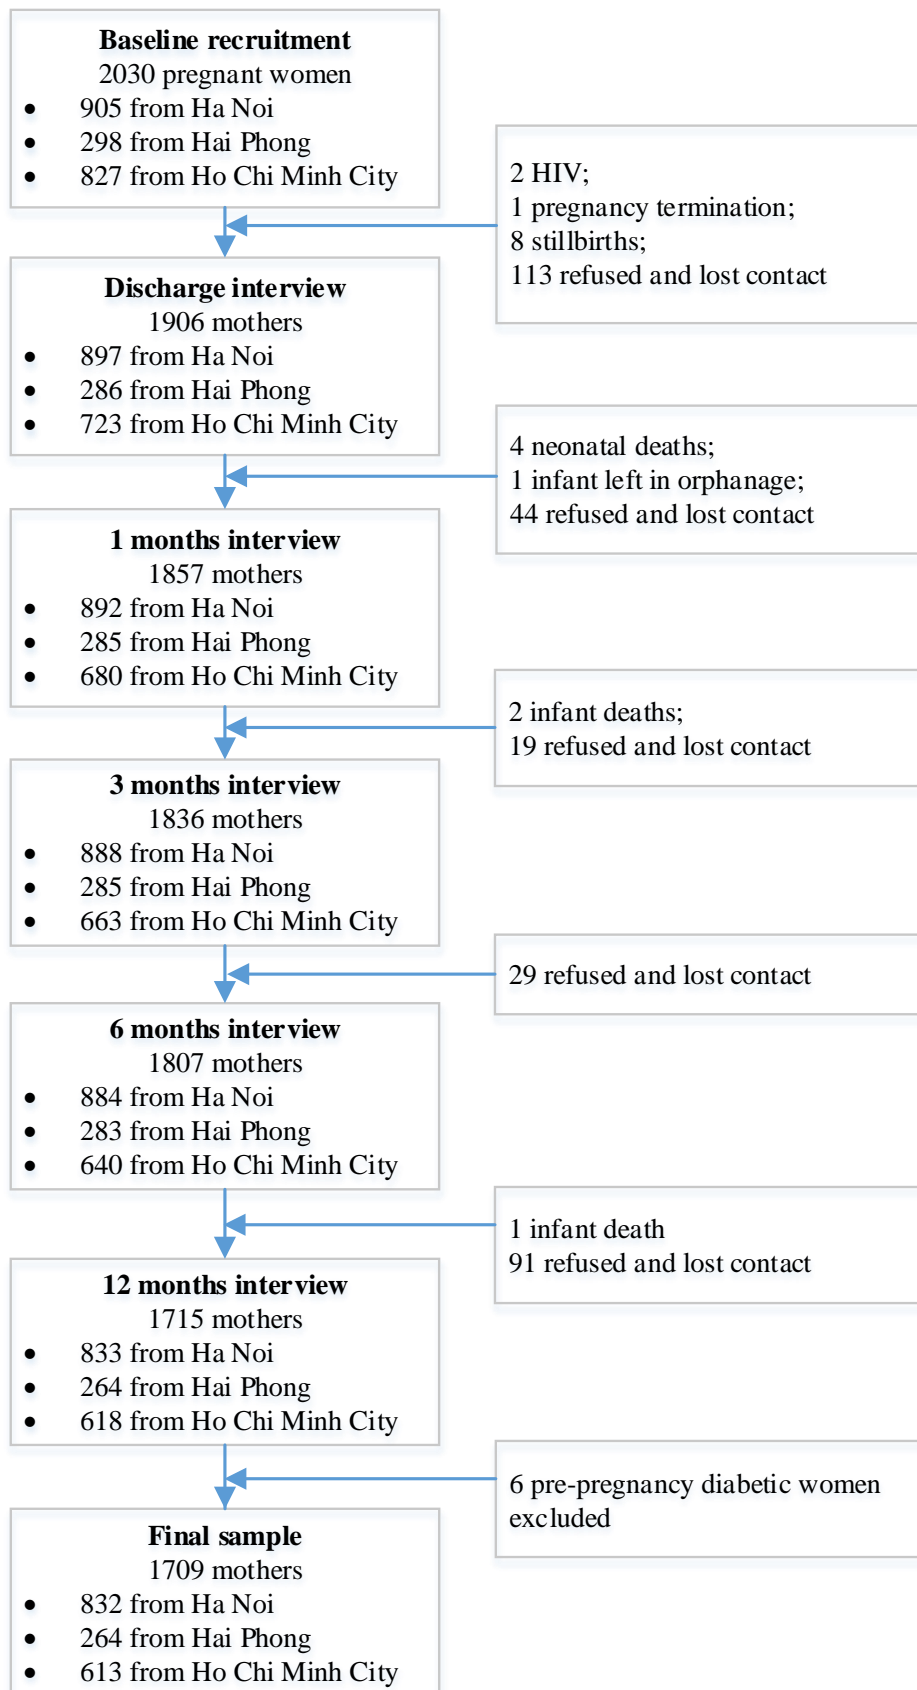 Baseline recruitment
2030 pregnant women
• 905 from Ha Noi
• 298 from Hai Phong
• 827 from Ho Chi Minh City
2 HIV;
1 pregnancy termination;
8 stillbirths;
113 refused and lost contact
Discharge interview
1906 mothers
• 897 from Ha Noi
• 286 from Hai Phong
• 723 from Ho Chi Minh City
4 neonatal deaths;
1 infant left in orphanage;
44 refused and lost contact
1 months interview
1857 mothers
• 892 from Ha Noi
• 285 from Hai Phong
• 680 from Ho Chi Minh City
2 infant deaths;
19 refused and lost contact
3 months interview
1836 mothers
• 888 from Ha Noi
• 285 from Hai Phong
• 663 from Ho Chi Minh City
29 refused and lost contact
6 months interview
1807 mothers
• 884 from Ha Noi
• 283 from Hai Phong
• 640 from Ho Chi Minh City
1 infant death
91 refused and lost contact
12 months interview
1715 mothers
• 833 from Ha Noi
• 264 from Hai Phong
• 618 from Ho Chi Minh City
6 pre-pregnancy diabetic women
excluded
Final sample
1709 mothers
• 832 from Ha Noi
• 264 from Hai Phong
• 613 from Ho Chi Minh City